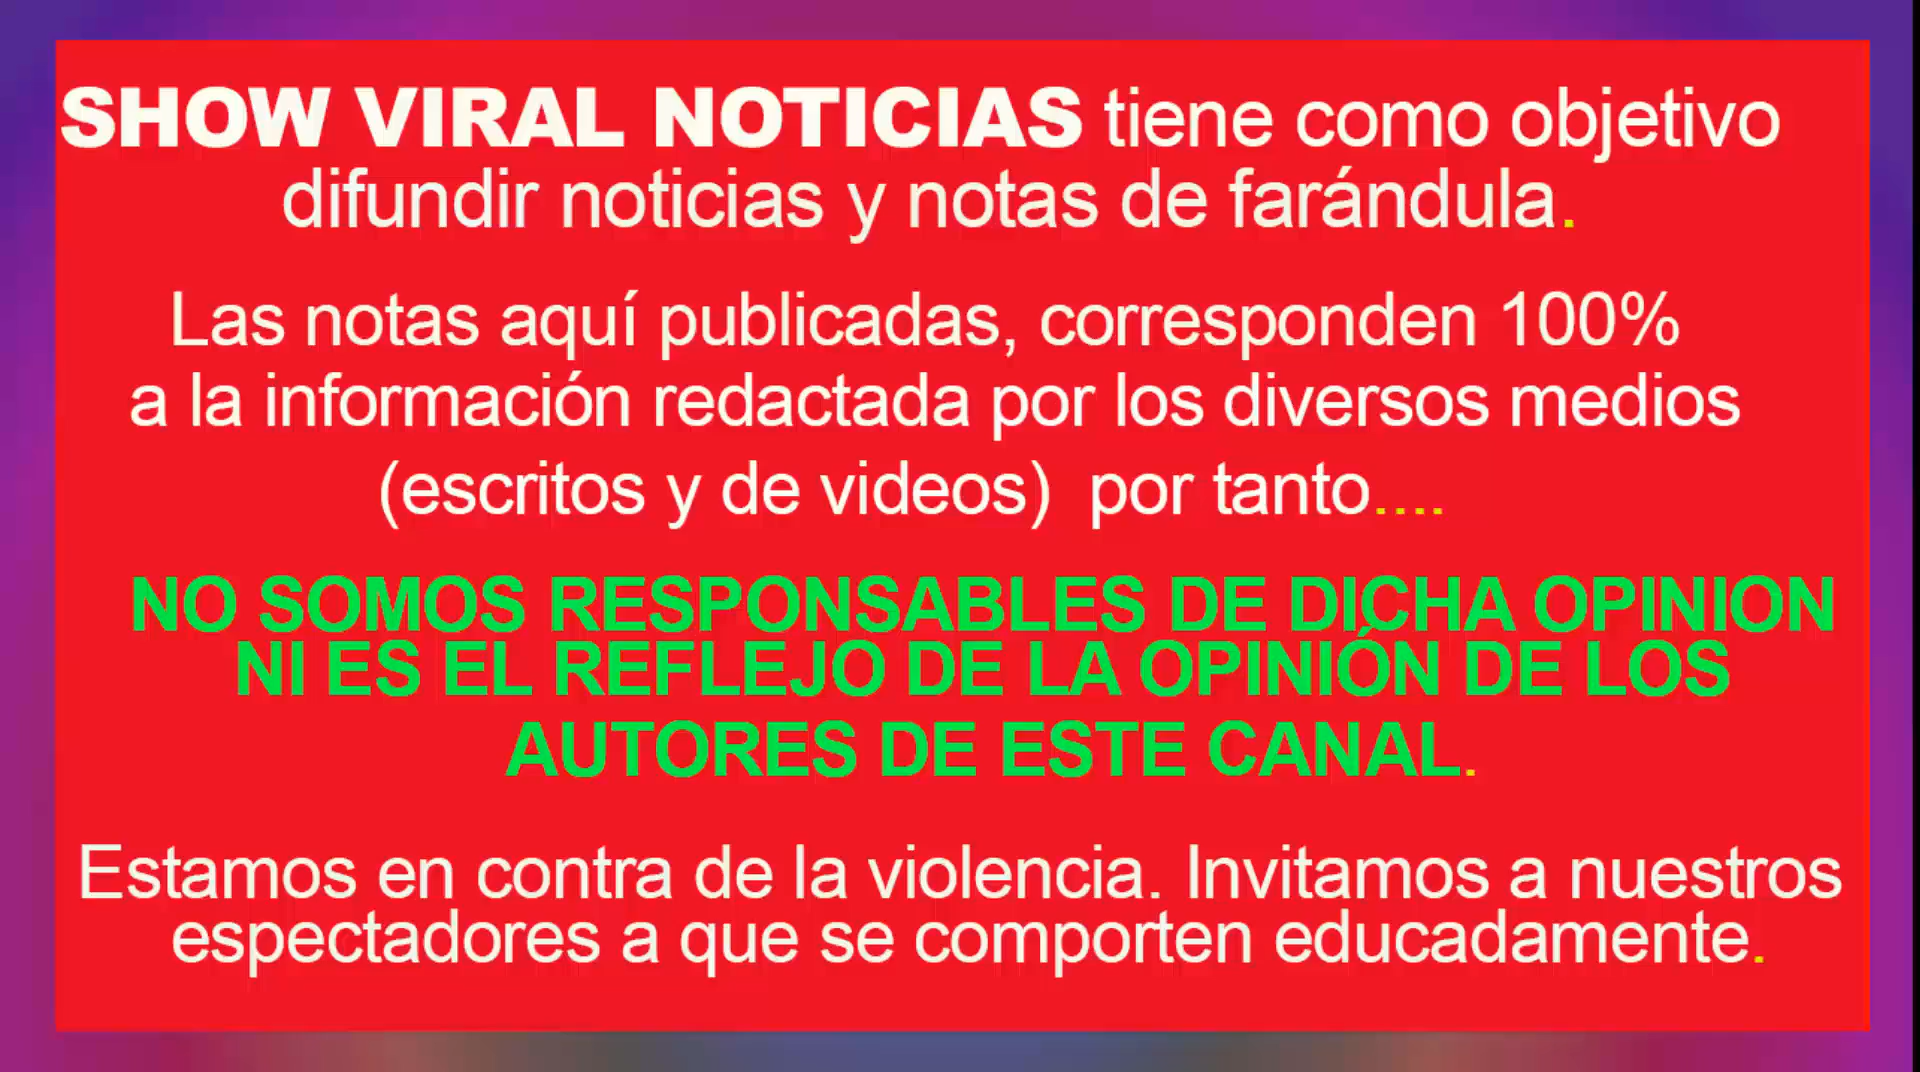 SHOW VIRAL NOTICIAS tiene como objetivo
difundir noticias y notas de farándula.
Las notas aquí publicadas, corresponden 100%
a la información redactada por los diversos medios
(escritos y de videos) por tanto....
NO SOMOS RESPONSABLES DE DICHA OPINION
NI ES EL REFLEJO DE LA OPINIÓN DE LOS
AUTORES DE ESTE CANAL.
Estamos en contra de la violencia. Invitamos a nuestros
espectadores a que se comporten educadamente.